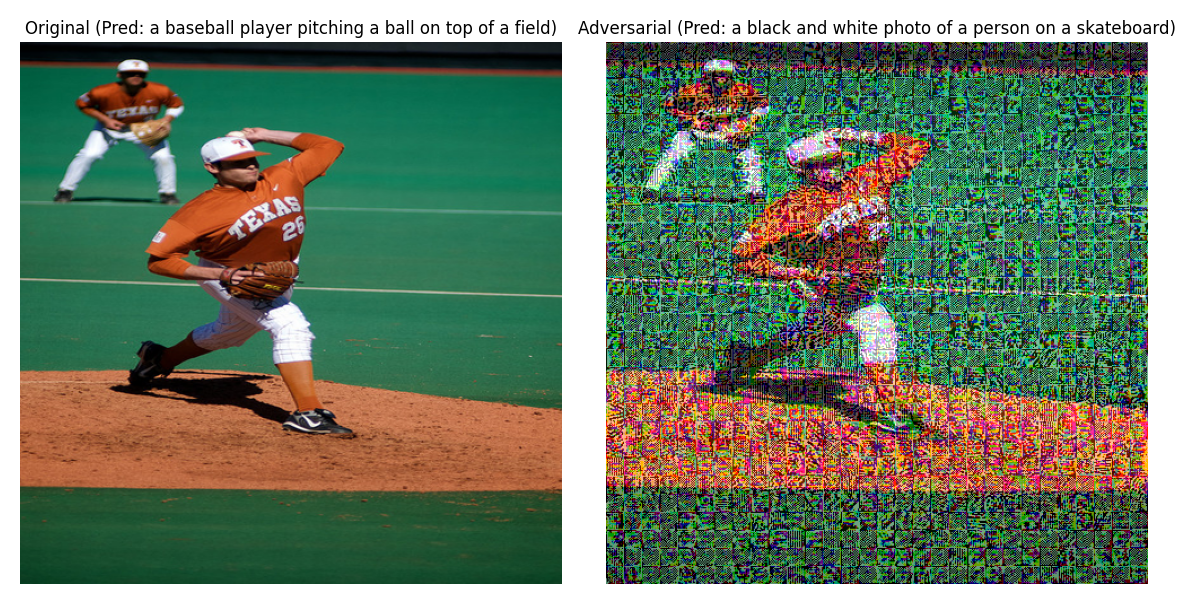 Original (Pred: a baseball player pitching a ball on top of a field)
Adversarial (Pred: a black and white photo of a person on a skateboard)
TEXAS
T
TEXAS
26